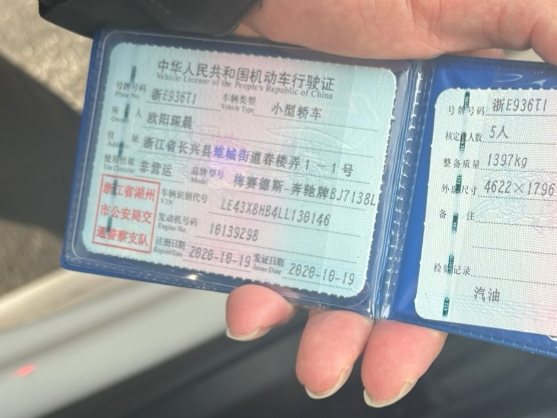 中华人民共和国机动车行驶证
Vehicle License of the People's Republic of China
号牌号码 浙E936T1 车辆类型 小型轿车
Plate No. Vehicle Type
所有人 欧阳琛晨
住址 浙江省长兴县雉城街道春楼弄1-1号
使用性质 非营运 品牌型号 梅赛德斯-奔驰牌BJ7138L
Use Character Model
浙江省湖州
市公安局交
通警察支队
车辆识别代号 LE43X8HB4LL130146
VIN
发动机号码 10139298
Engine No.
注册日期 2020-10-19 发证日期 2020-10-19
Register Date Issue Date
号牌号码 浙E936T1
核定载人数 5人
整备质量 1397kg
外廓尺寸 4622×1796
备注
检验记录
汽油